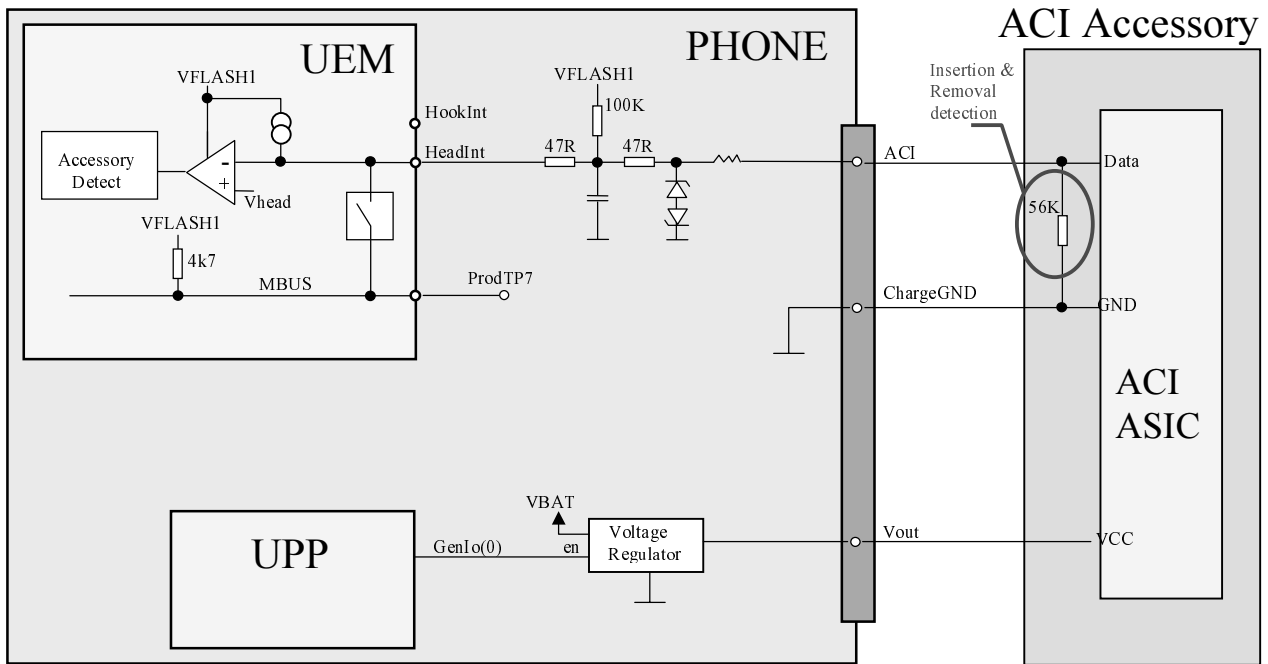 ACI Accessory
UEM
PHONE
VFLASH1
VFLASH1
Insertion &
Removal
detection
HookInt
100K
Accessory
Detect
-
+
HeadInt
47R
47R
ACI
Data
Vhead
56K
VFLASH1
4k7
MBUS
ProdTP7
ChargeGND
GND
ACI
ASIC
VBAT
Voltage
Regulator
Vout
VCC
UPP
GenIo(0)
en